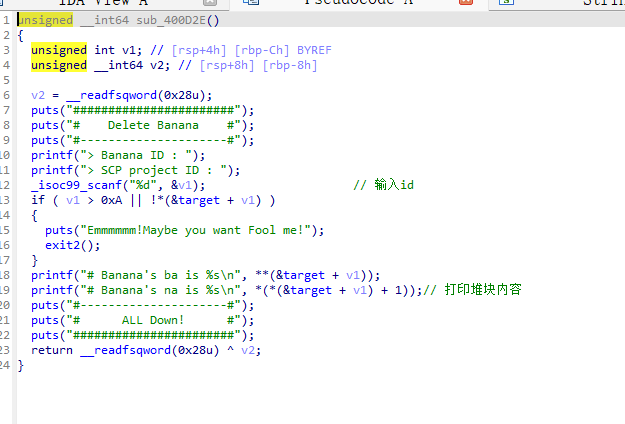 IDA View A
Pseudocode A
Strin
1 unsigned __int64 sub_400D2E()
2 {
3 unsigned int v1; // [rsp+4h] [rbp-Ch] BYREF
4 unsigned __int64 v2; // [rsp+8h] [rbp-8h]
5
6 v2 = __readfsqword(0x28u);
7 puts("#######################");
8 puts("#    Delete Banana    #");
9 puts("#---------------------#");
10 printf("> Banana ID : ");
11 printf("> SCP project ID : ");
12 _isoc99_scanf("%d", &v1); // 输入id
13 if ( v1 > 0xA || !*(&target + v1) )
14 {
15 puts("Emmmmmm!Maybe you want Fool me!");
16 exit2();
17 }
18 printf("# Banana's ba is %s\n", **(&target + v1));
19 printf("# Banana's na is %s\n", *(*(&target + v1) + 1));// 打印堆块内容
20 puts("#---------------------#");
21 puts("#      ALL Down!      #");
22 puts("#######################");
23 return __readfsqword(0x28u) ^ v2;
24 }